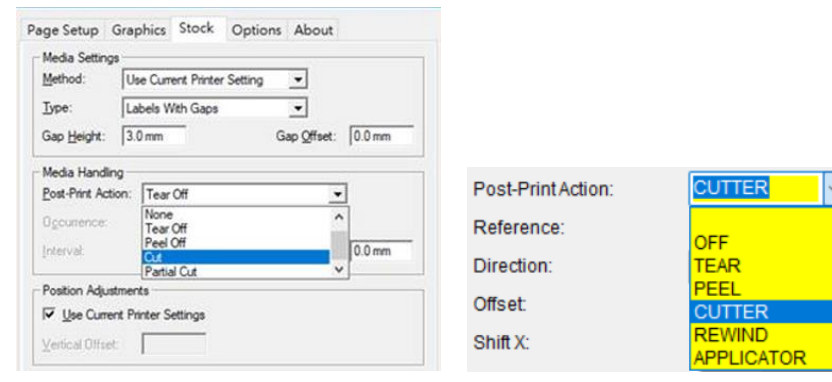 Page Setup Graphics Stock Options About
Media Settings
Method: Use Current Printer Setting
Type: Labels With Gaps
Gap Height: 3.0 mm Gap Offset: 0.0 mm
Media Handling
Post-Print Action: Tear Off
None
Occurrence:
Tear Off
Peel Off
Interval: 0.0 mm
Cut
Partial Cut
Position Adjustments
Use Current Printer Settings
Vertical Offset:
Post-Print Action: CUTTER
Reference:
OFF
Direction: TEAR
PEEL
Offset: CUTTER
Shift X: REWIND
APPLICATOR